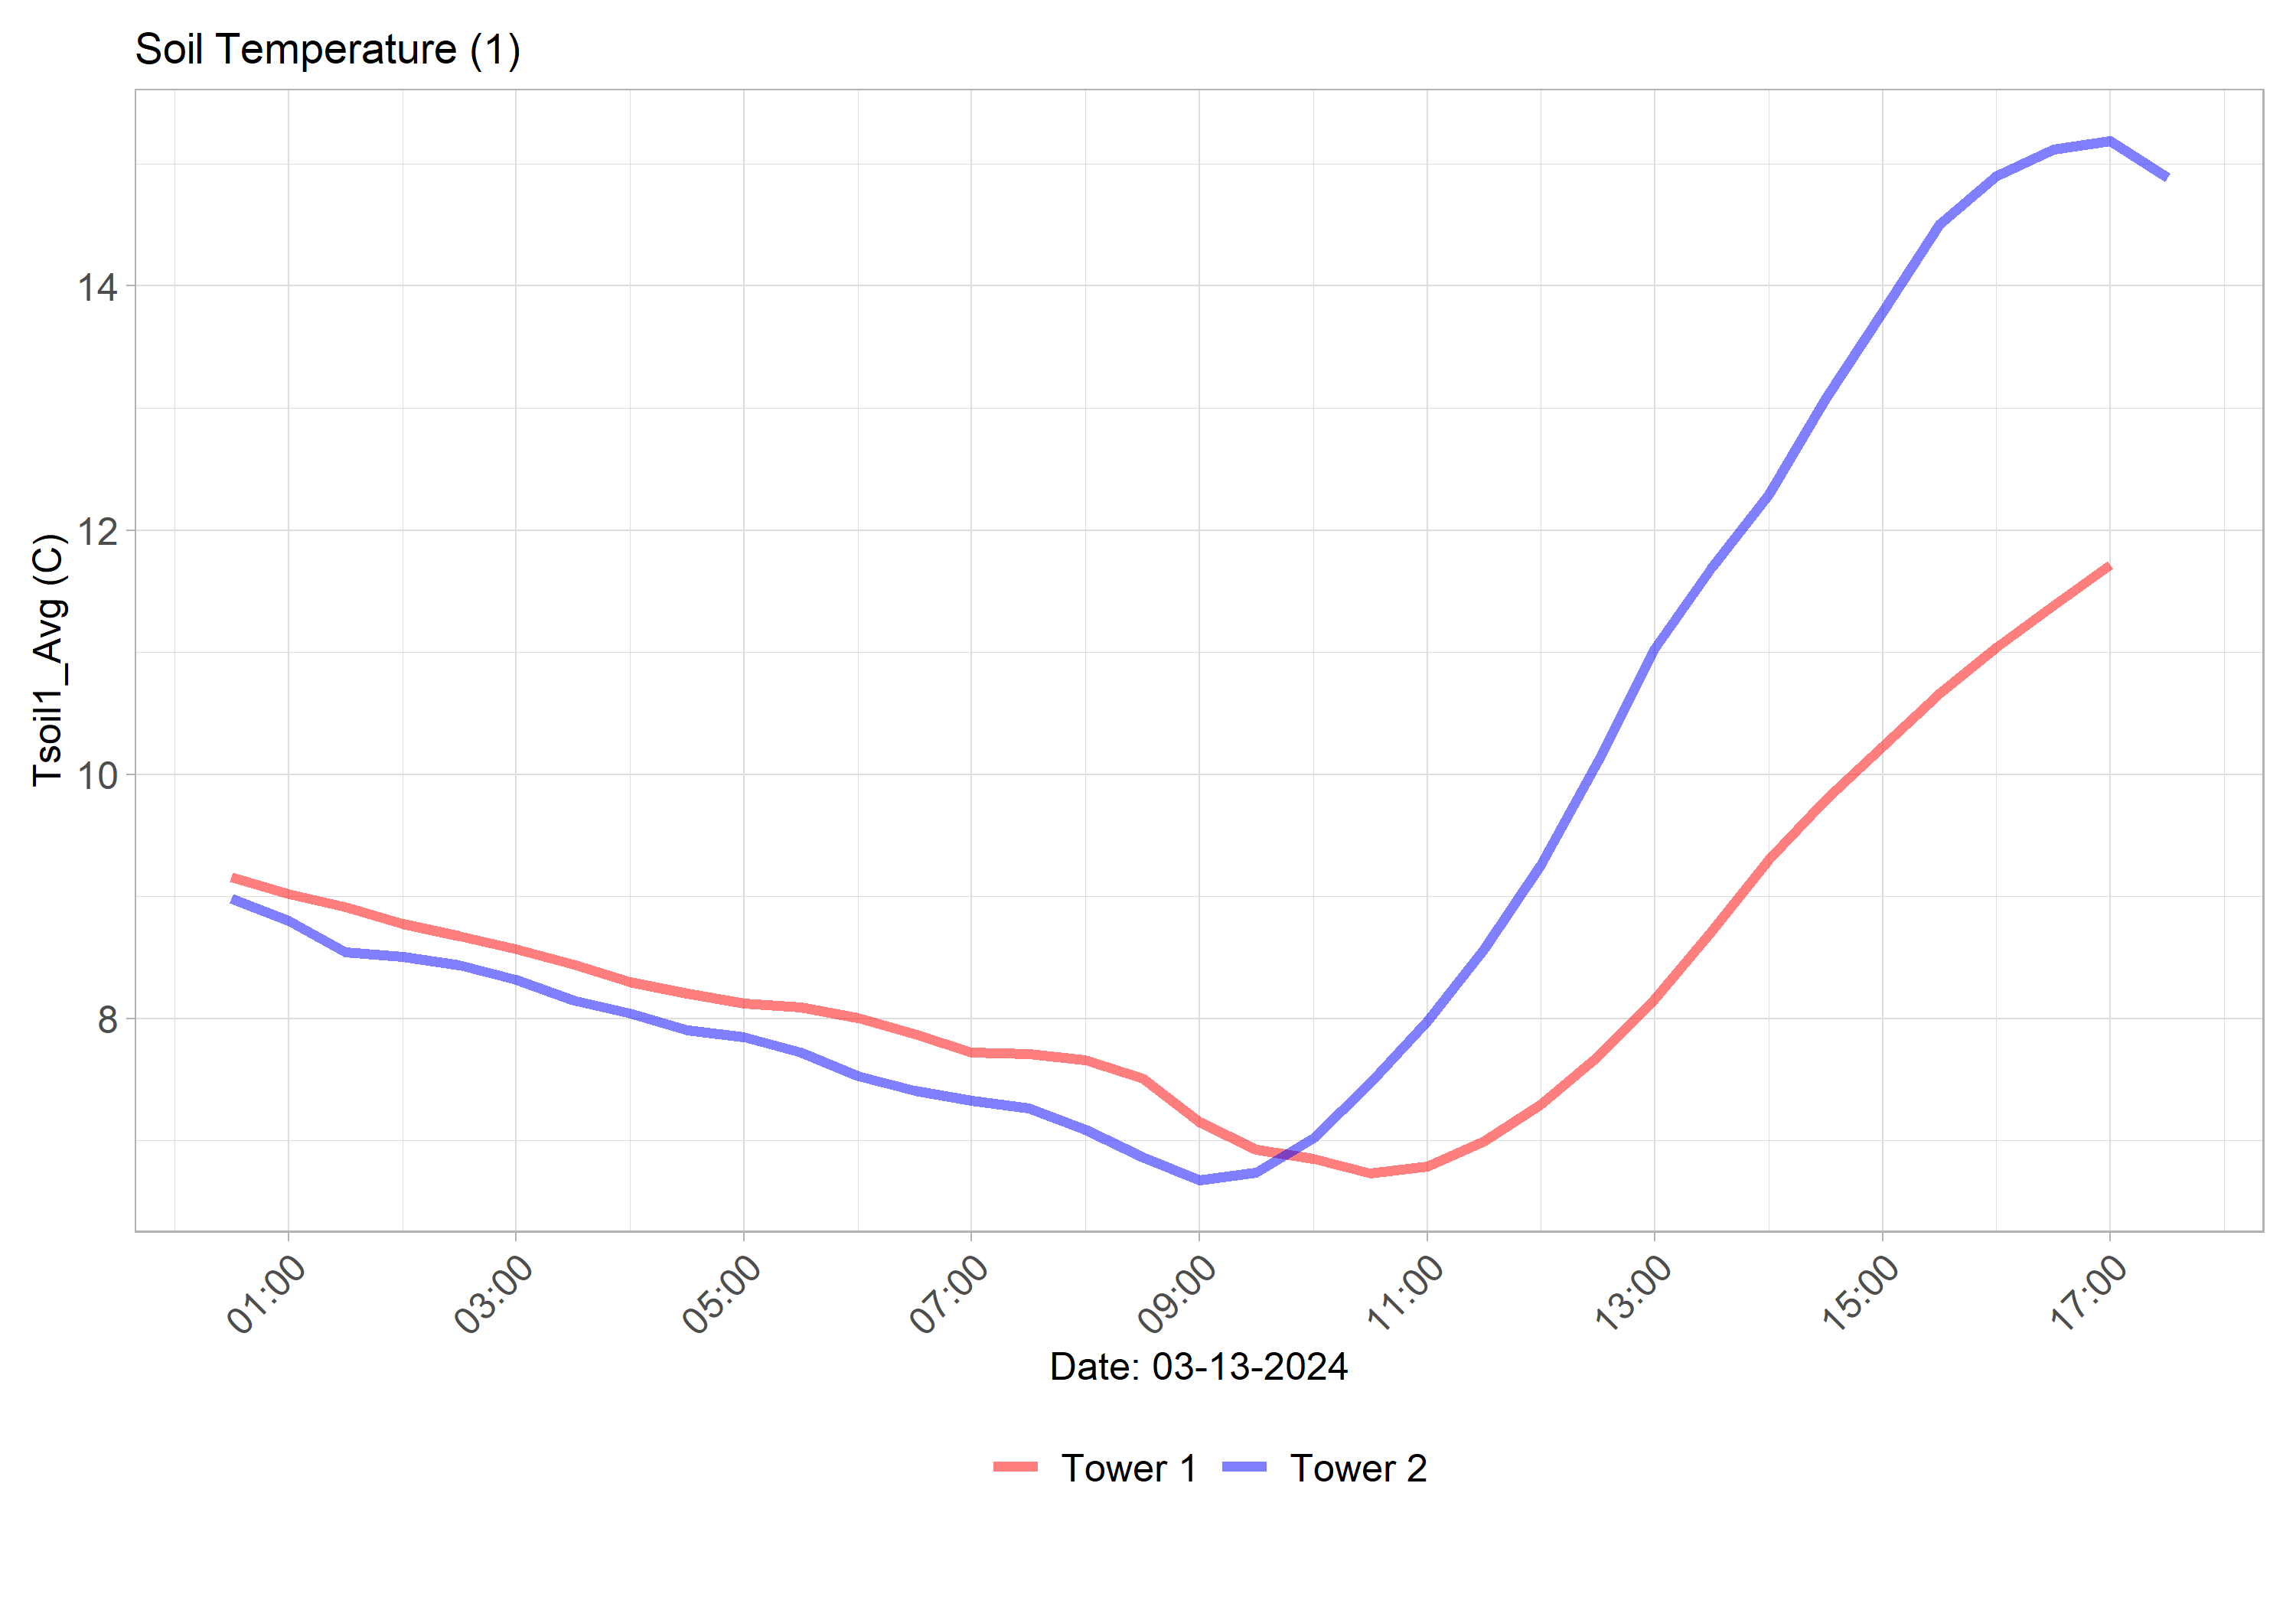 Soil Temperature (1)
Tsoil1_Avg (C)
14
12
10
8
01:00 03:00 05:00 07:00 09:00 11:00 13:00 15:00 17:00
Date: 03-13-2024
Tower 1 Tower 2